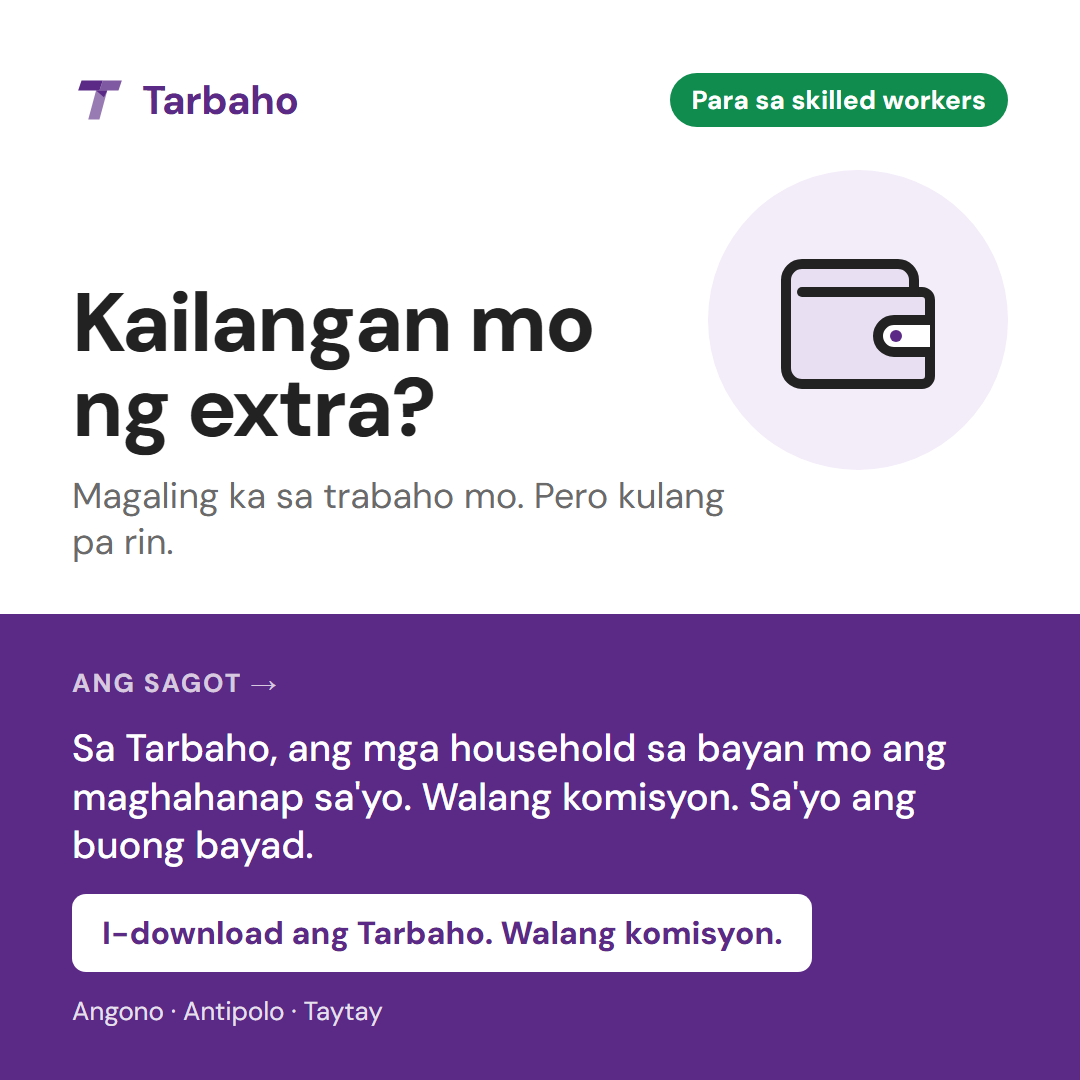 Tarbaho
Para sa skilled workers
Kailangan mo
ng extra?
Magaling ka sa trabaho mo. Pero kulang
pa rin.
ANG SAGOT →
Sa Tarbaho, ang mga household sa bayan mo ang
maghahanap sa'yo. Walang komisyon. Sa'yo ang
buong bayad.
I-download ang Tarbaho. Walang komisyon.
Angono · Antipolo · Taytay